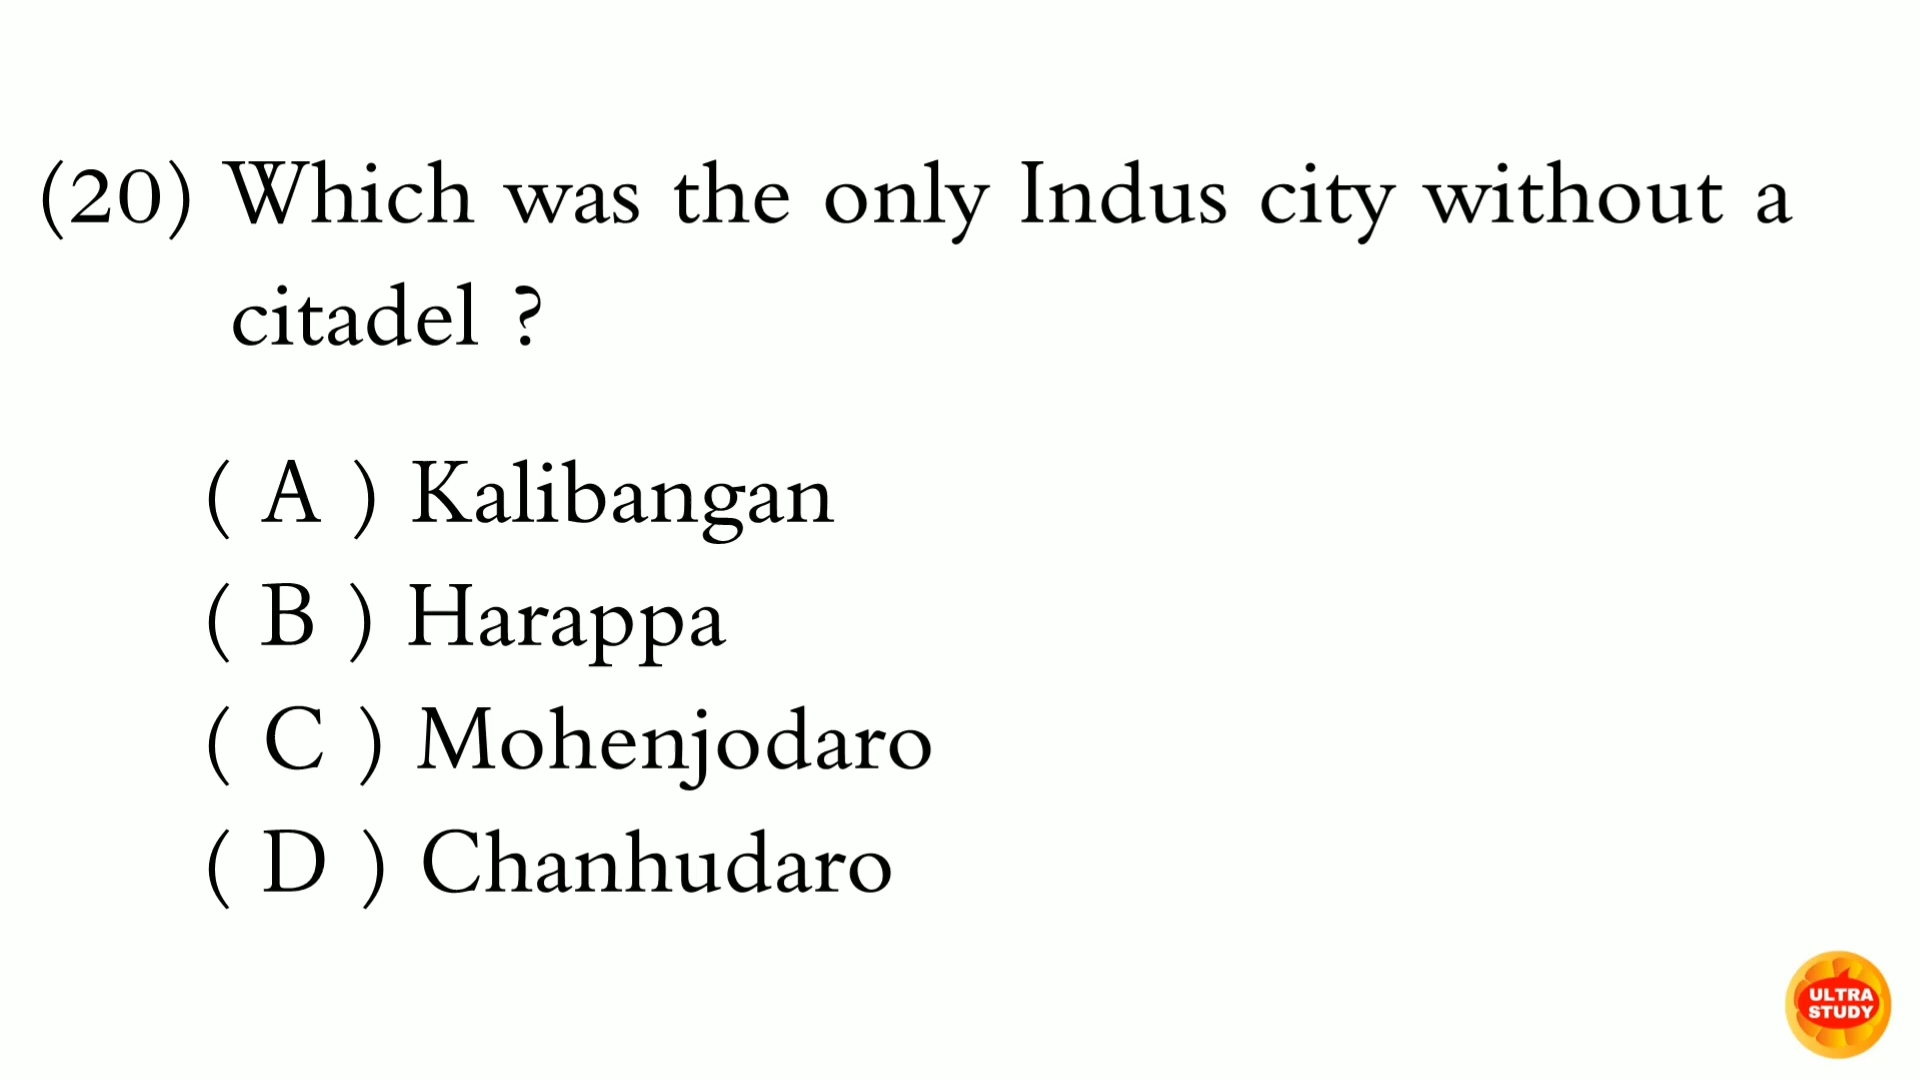 (20) Which was the only Indus city without a
citadel ?
( A ) Kalibangan
( B ) Harappa
( C ) Mohenjodaro
( D ) Chanhudaro
ULTRA
STUDY